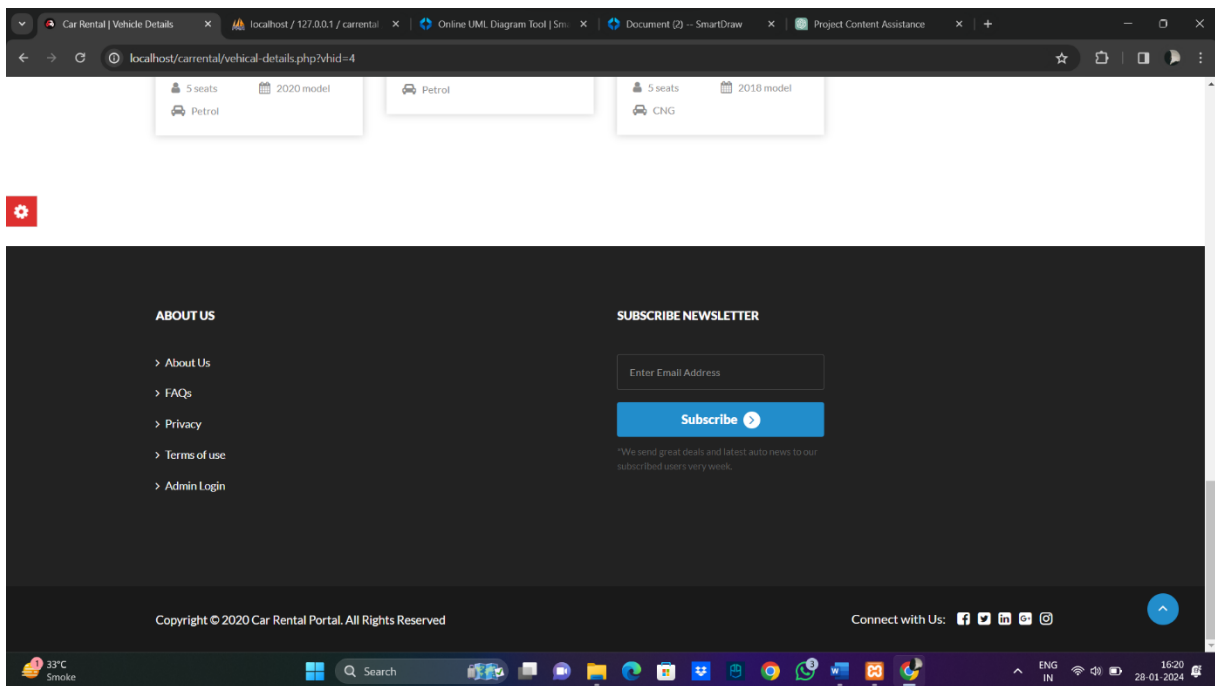 Car Rental | Vehicle Details
localhost / 127.0.0.1 / carrental
Online UML Diagram Tool | Sma
Document (2) -- SmartDraw
Project Content Assistance
localhost/carrental/vehical-details.php?vhid=4
5 seats 2020 model
Petrol
Petrol
5 seats 2018 model
CNG
ABOUT US
> About Us
> FAQs
> Privacy
> Terms of use
> Admin Login
SUBSCRIBE NEWSLETTER
Enter Email Address
Subscribe
*We send great deals and latest auto news to our
subscribed users very week.
Copyright © 2020 Car Rental Portal. All Rights Reserved
Connect with Us:
1
33°C
Smoke
Search
3
ENG
IN
16:20
28-01-2024